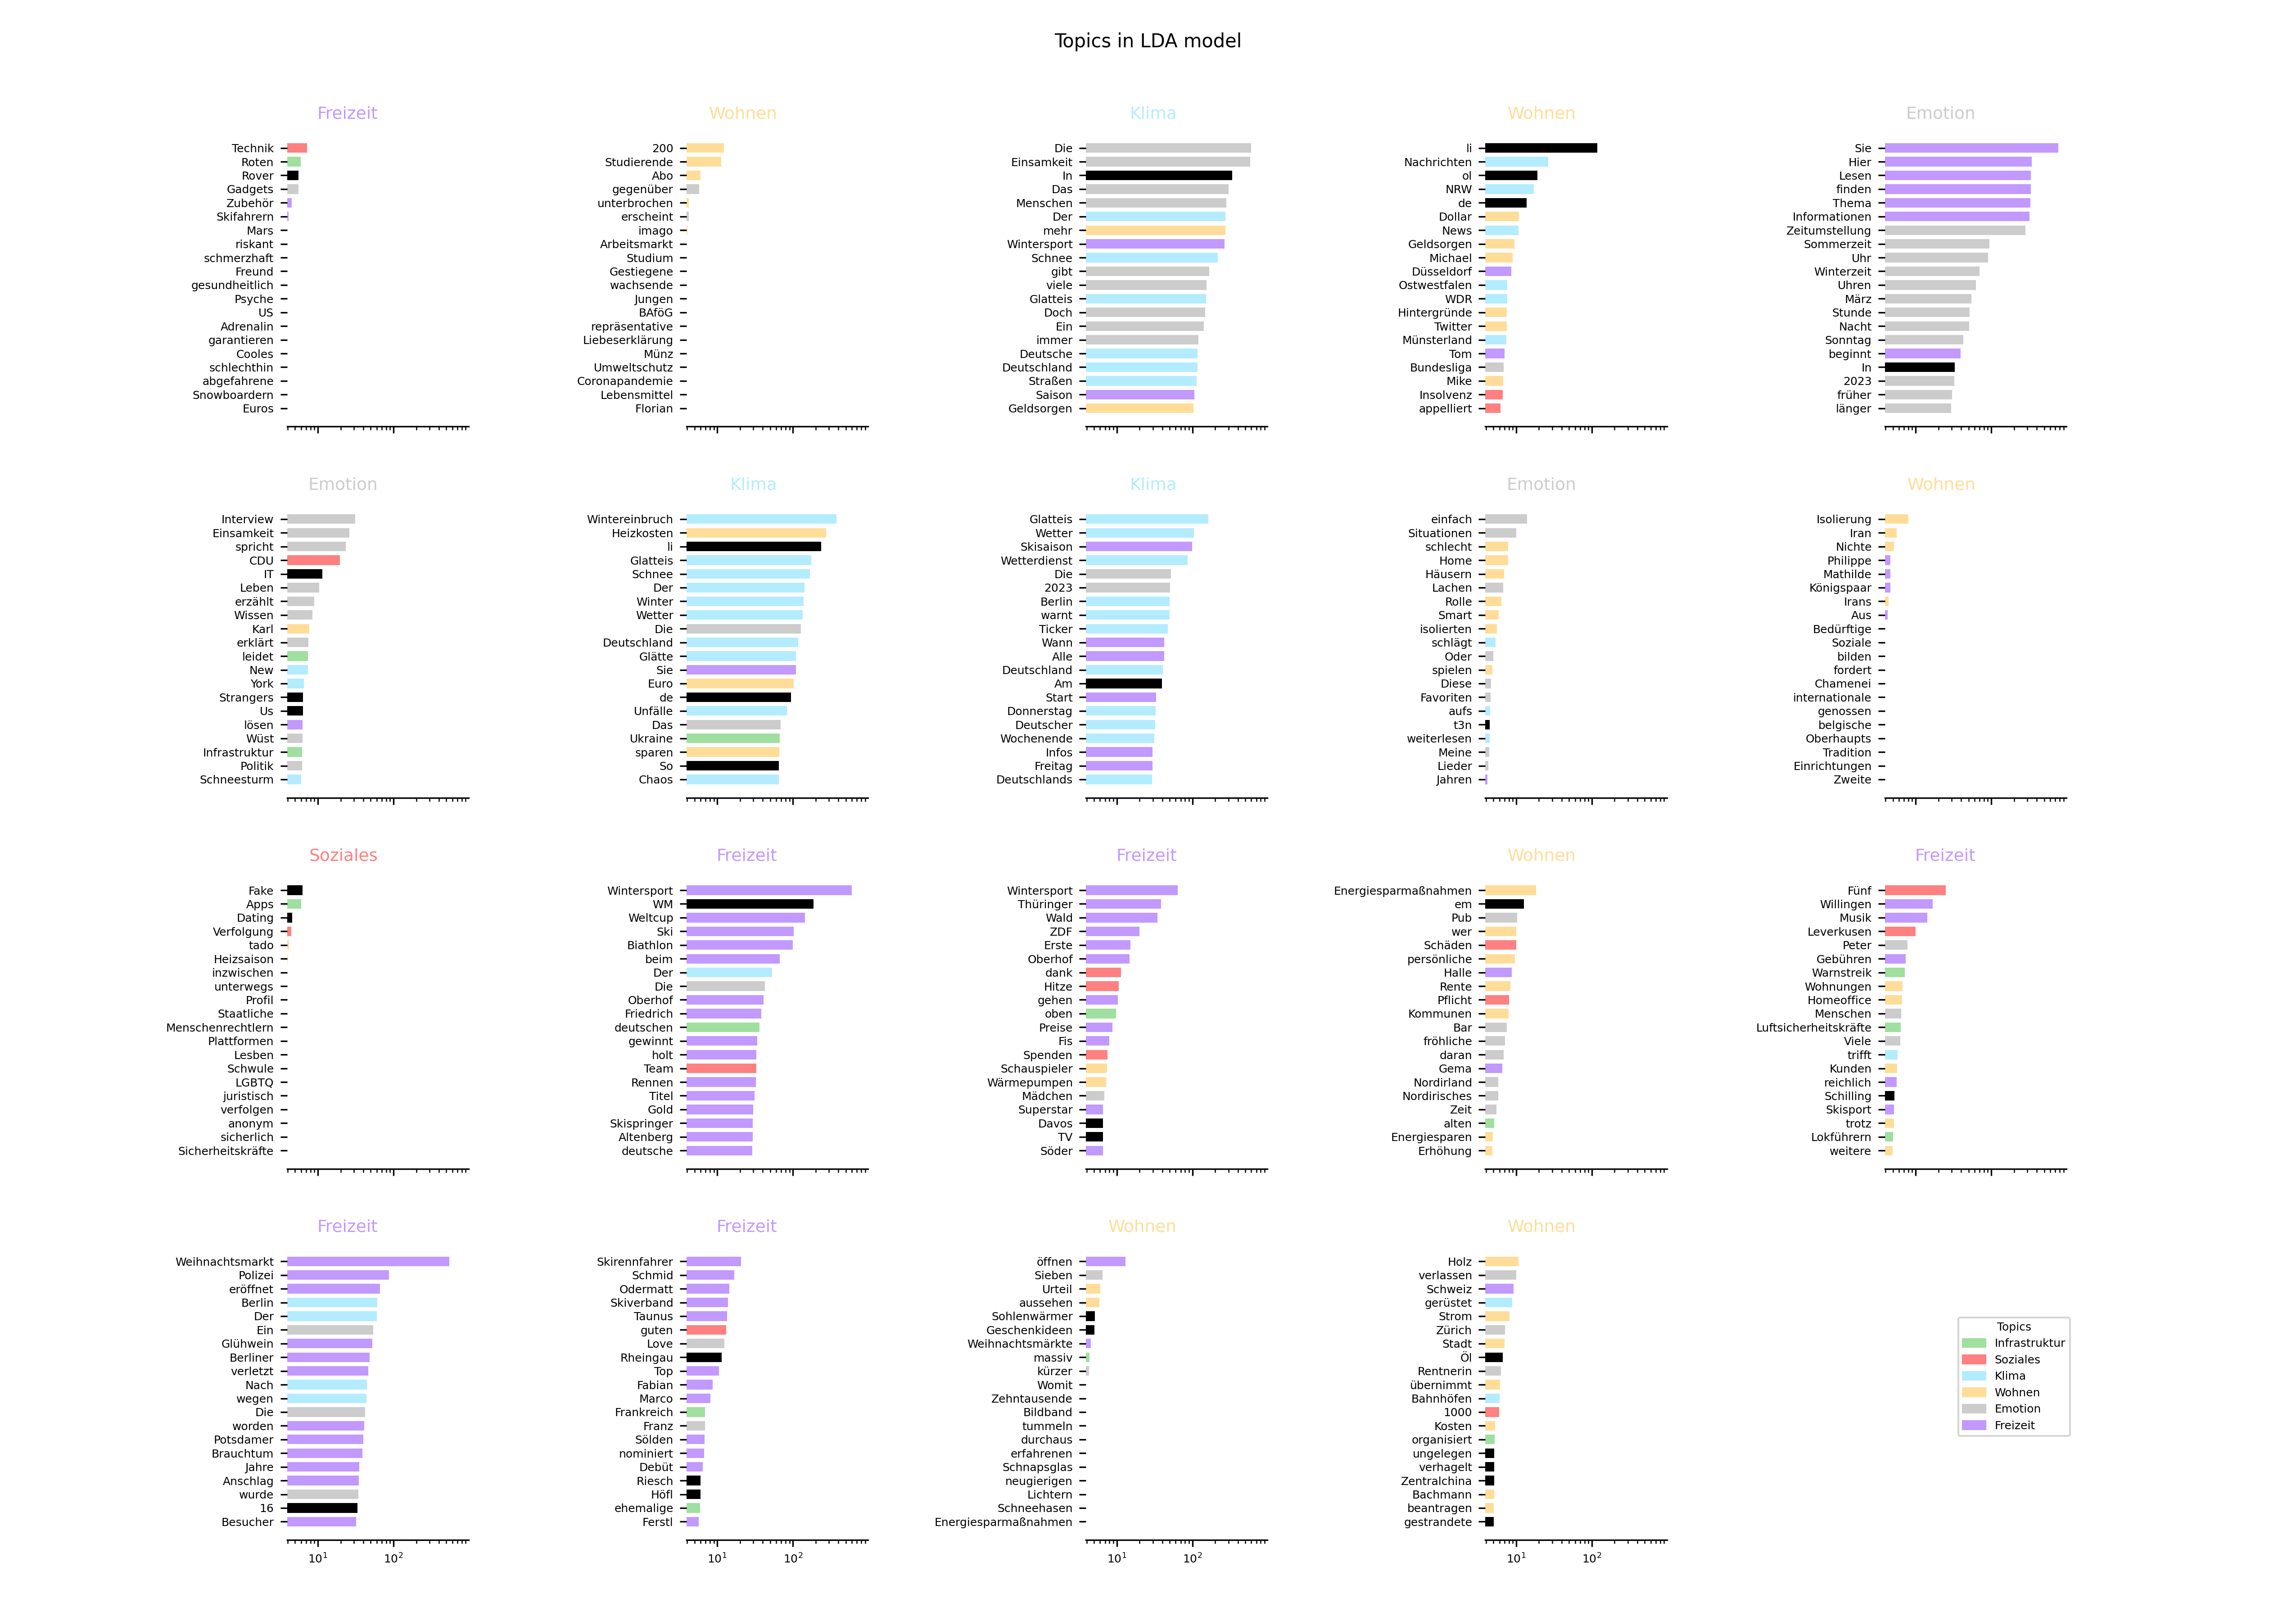 Topics in LDA model
Freizeit
Technik
Roten
Rover
Gadgets
Zubehör
Skifahrern
Mars
riskant
schmerzhaft
Freund
gesundheitlich
Psyche
US
Adrenalin
garantieren
Cooles
schlechthin
abgefahrene
Snowboardern
Euros
Wohnen
200
Studierende
Abo
gegenüber
unterbrochen
erscheint
imago
Arbeitsmarkt
Studium
Gestiegene
wachsende
Jungen
BAföG
repräsentative
Liebeserklärung
Münz
Umweltschutz
Coronapandemie
Lebensmittel
Florian
Klima
Die
Einsamkeit
In
Das
Menschen
Der
mehr
Wintersport
Schnee
gibt
viele
Glatteis
Doch
Ein
immer
Deutsche
Deutschland
Straßen
Saison
Geldsorgen
Wohnen
li
Nachrichten
ol
NRW
de
Dollar
News
Geldsorgen
Michael
Düsseldorf
Ostwestfalen
WDR
Hintergründe
Twitter
Münsterland
Tom
Bundesliga
Mike
Insolvenz
appelliert
Emotion
Sie
Hier
Lesen
finden
Thema
Informationen
Zeitumstellung
Sommerzeit
Uhr
Winterzeit
Uhren
März
Stunde
Nacht
Sonntag
beginnt
In
2023
früher
länger
Emotion
Interview
Einsamkeit
spricht
CDU
IT
Leben
erzählt
Wissen
Karl
erklärt
leidet
New
York
Strangers
Us
lösen
Wüst
Infrastruktur
Politik
Schneesturm
Klima
Wintereinbruch
Heizkosten
li
Glatteis
Schnee
Der
Winter
Wetter
Die
Deutschland
Glätte
Sie
Euro
de
Unfälle
Das
Ukraine
sparen
So
Chaos
Klima
Glatteis
Wetter
Skisaison
Wetterdienst
Die
2023
Berlin
warnt
Ticker
Wann
Alle
Deutschland
Am
Start
Donnerstag
Deutscher
Wochenende
Infos
Freitag
Deutschlands
Emotion
einfach
Situationen
schlecht
Home
Häusern
Lachen
Rolle
Smart
isolierten
schlägt
Oder
spielen
Diese
Favoriten
aufs
t3n
weiterlesen
Meine
Lieder
Jahren
Wohnen
Isolierung
Iran
Nichte
Philippe
Mathilde
Königspaar
Irans
Aus
Bedürftige
Soziale
bilden
fordert
Chamenei
internationale
genossen
belgische
Oberhaupts
Tradition
Einrichtungen
Zweite
Soziales
Fake
Apps
Dating
Verfolgung
tado
Heizsaison
inzwischen
unterwegs
Profil
Staatliche
Menschenrechtlern
Plattformen
Lesben
Schwule
LGBTQ
juristisch
verfolgen
anonym
sicherlich
Sicherheitskräfte
Freizeit
Wintersport
WM
Weltcup
Ski
Biathlon
beim
Der
Die
Oberhof
Friedrich
deutschen
gewinnt
holt
Team
Rennen
Titel
Gold
Skispringer
Altenberg
deutsche
Freizeit
Wintersport
Thüringer
Wald
ZDF
Erste
Oberhof
dank
Hitze
gehen
oben
Preise
Fis
Spenden
Schauspieler
Wärmepumpen
Mädchen
Superstar
Davos
TV
Söder
Wohnen
Energiesparmaßnahmen
em
Pub
wer
Schäden
persönliche
Halle
Rente
Pflicht
Kommunen
Bar
fröhliche
daran
Gema
Nordirland
Nordirisches
Zeit
alten
Energiesparen
Erhöhung
Freizeit
Fünf
Willingen
Musik
Leverkusen
Peter
Gebühren
Warnstreik
Wohnungen
Homeoffice
Menschen
Luftsicherheitskräfte
Viele
trifft
Kunden
reichlich
Schilling
Skisport
trotz
Lokführern
weitere
Freizeit
Weihnachtsmarkt
Polizei
eröffnet
Berlin
Der
Ein
Glühwein
Berliner
verletzt
Nach
wegen
Die
worden
Potsdamer
Brauchtum
Jahre
Anschlag
wurde
16
Besucher
10¹ 10²
Freizeit
Skirennfahrer
Schmid
Odermatt
Skiverband
Taunus
guten
Love
Rheingau
Top
Fabian
Marco
Frankreich
Franz
Sölden
nominiert
Debüt
Riesch
Höfl
ehemalige
Ferstl
10¹ 10²
Wohnen
öffnen
Sieben
Urteil
aussehen
Sohlenwärmer
Geschenkideen
Weihnachtsmärkte
massiv
kürzer
Womit
Zehntausende
Bildband
tummeln
durchaus
erfahrenen
Schnapsglas
neugierigen
Lichtern
Schneehasen
Energiesparmaßnahmen
10¹ 10²
Wohnen
Holz
verlassen
Schweiz
gerüstet
Strom
Zürich
Stadt
Öl
Rentnerin
übernimmt
Bahnhöfen
1000
Kosten
organisiert
ungelegen
verhagelt
Zentralchina
Bachmann
beantragen
gestrandete
10¹ 10²
Topics
Infrastruktur
Soziales
Klima
Wohnen
Emotion
Freizeit